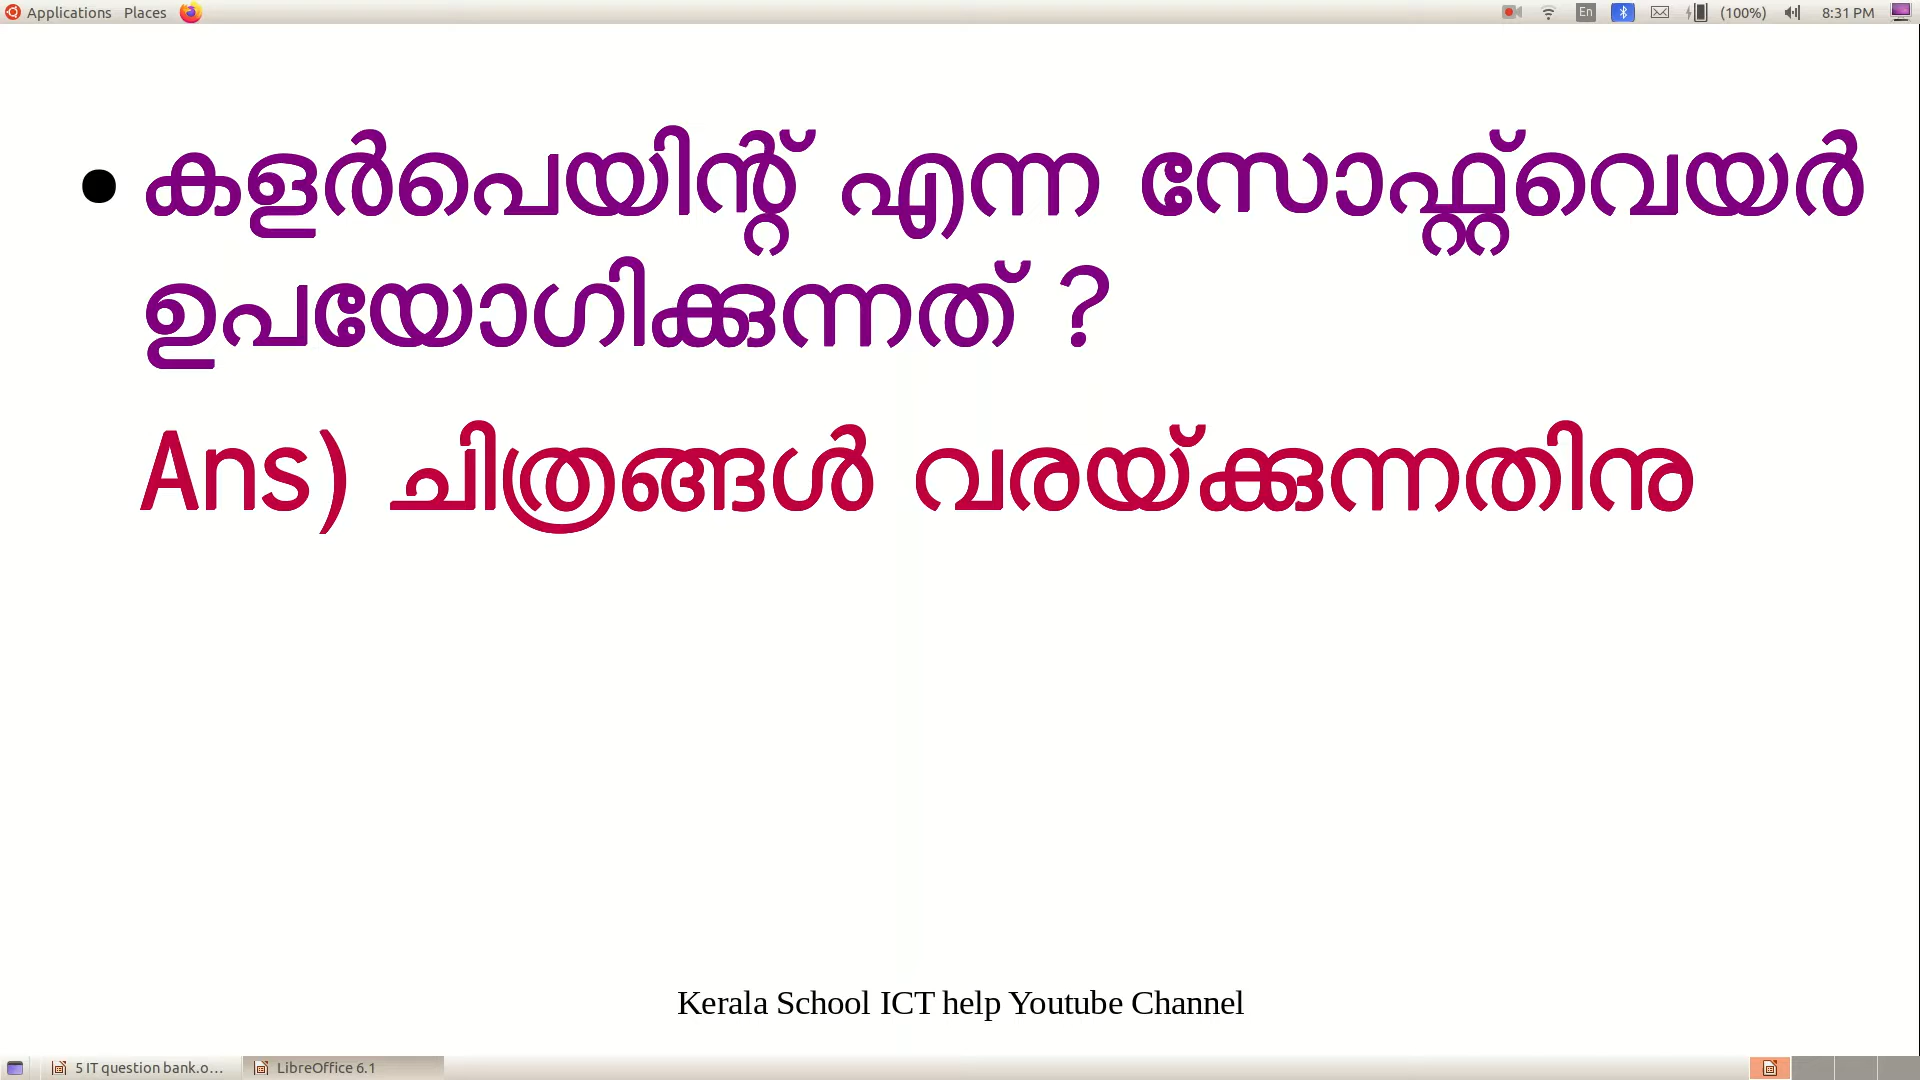 Applications Places En (100%) 8:31 PM
• കളർപെയിന്റ് എന്ന സോഫ്റ്റ്‌വെയർ
ഉപയോഗിക്കുന്നത് ?
Ans) ചിത്രങ്ങൾ വരയ്ക്കുന്നതിനു
Kerala School ICT help Youtube Channel
5 IT question bank.o... LibreOffice 6.1